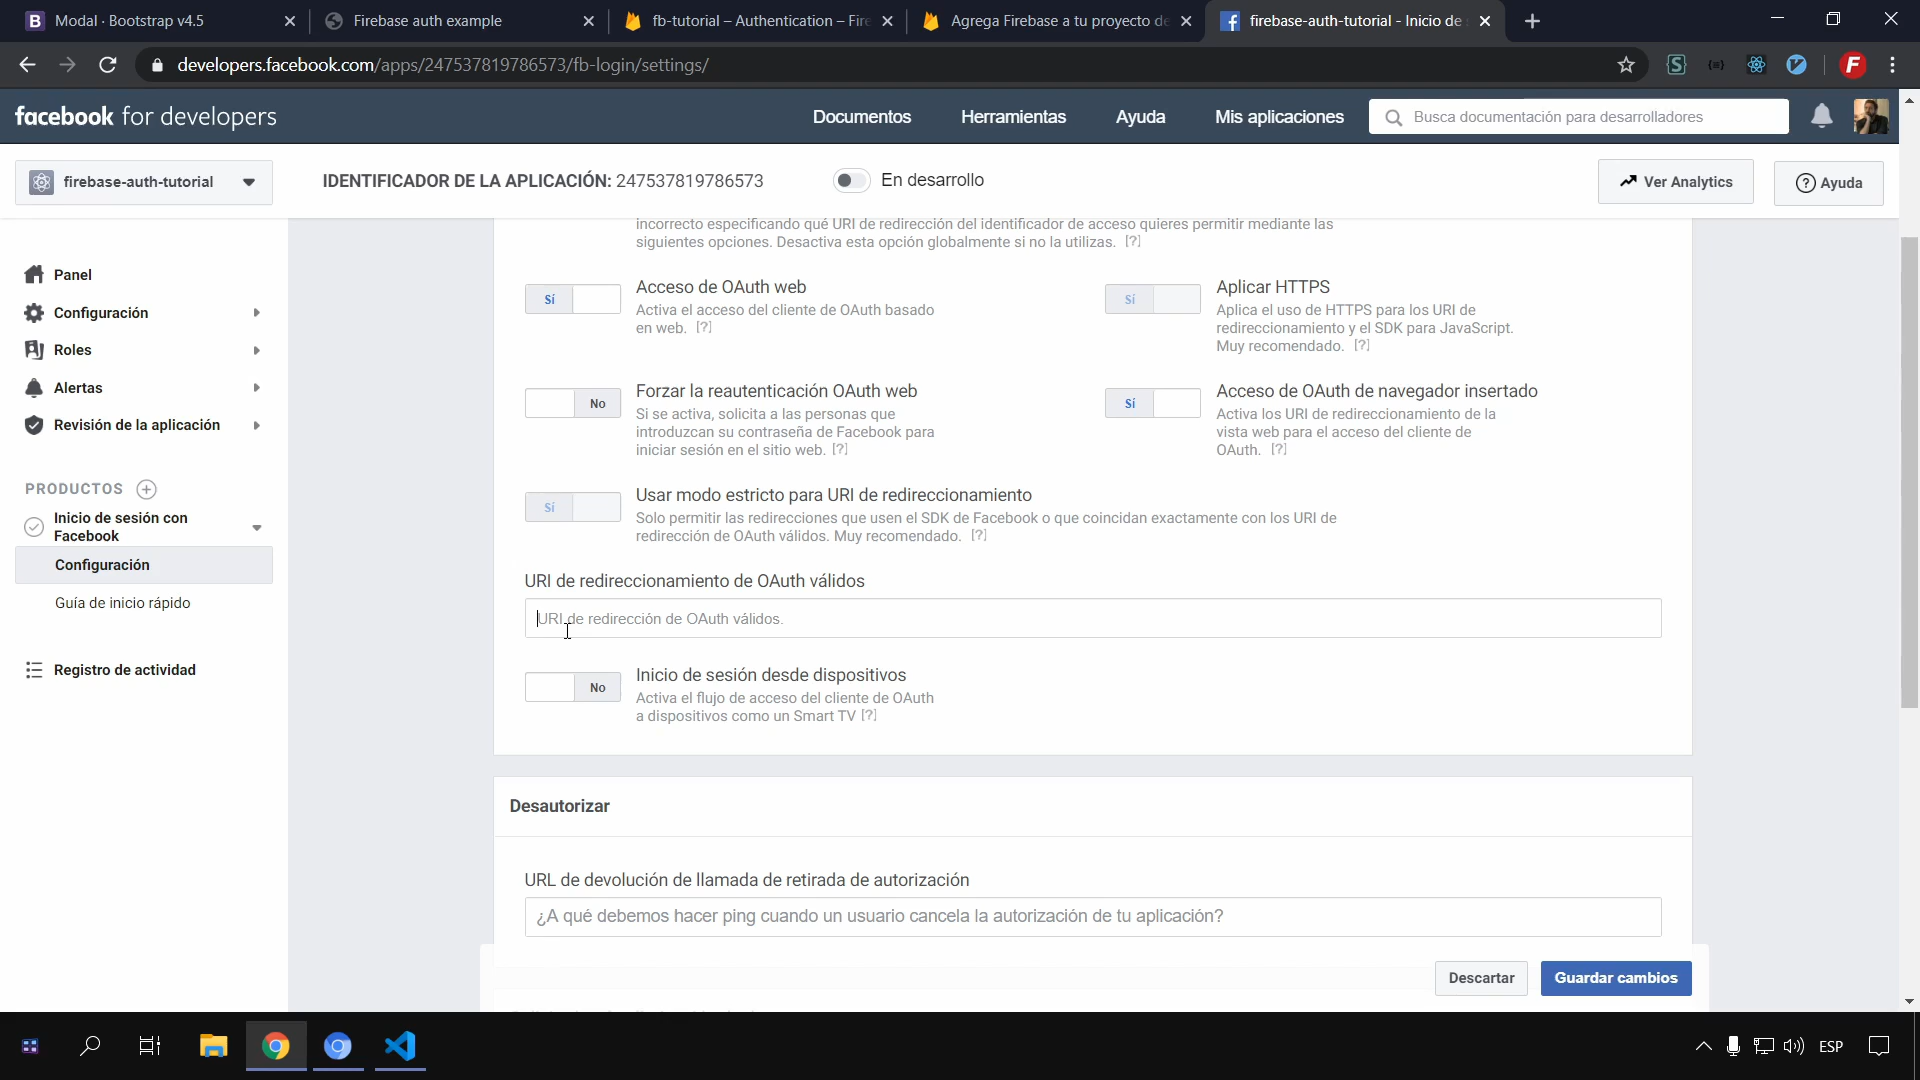 Modal · Bootstrap v4.5
Firebase auth example
fb-tutorial – Authentication – Fire
Agrega Firebase a tu proyecto de
firebase-auth-tutorial - Inicio de
developers.facebook.com/apps/247537819786573/fb-login/settings/
facebook for developers
Documentos
Herramientas
Ayuda
Mis aplicaciones
Busca documentación para desarrolladores
firebase-auth-tutorial
IDENTIFICADOR DE LA APLICACIÓN: 247537819786573
En desarrollo
Ver Analytics
Ayuda
Panel
Configuración
Roles
Alertas
Revisión de la aplicación
PRODUCTOS
Inicio de sesión con
Facebook
Configuración
Guía de inicio rápido
Registro de actividad
incorrecto especificando qué URI de redirección del identificador de acceso quieres permitir mediante las
siguientes opciones. Desactiva esta opción globalmente si no la utilizas. [?]
Sí
Acceso de OAuth web
Activa el acceso del cliente de OAuth basado
en web. [?]
Sí
Aplicar HTTPS
Aplica el uso de HTTPS para los URI de
redireccionamiento y el SDK para JavaScript.
Muy recomendado. [?]
No
Forzar la reautenticación OAuth web
Si se activa, solicita a las personas que
introduzcan su contraseña de Facebook para
iniciar sesión en el sitio web. [?]
Sí
Acceso de OAuth de navegador insertado
Activa los URI de redireccionamiento de la
vista web para el acceso del cliente de
OAuth. [?]
Sí
Usar modo estricto para URI de redireccionamiento
Solo permitir las redirecciones que usen el SDK de Facebook o que coincidan exactamente con los URI de
redirección de OAuth válidos. Muy recomendado. [?]
URI de redireccionamiento de OAuth válidos
URI de redirección de OAuth válidos.
No
Inicio de sesión desde dispositivos
Activa el flujo de acceso del cliente de OAuth
a dispositivos como un Smart TV [?]
Desautorizar
URL de devolución de llamada de retirada de autorización
¿A qué debemos hacer ping cuando un usuario cancela la autorización de tu aplicación?
Descartar
Guardar cambios
ESP